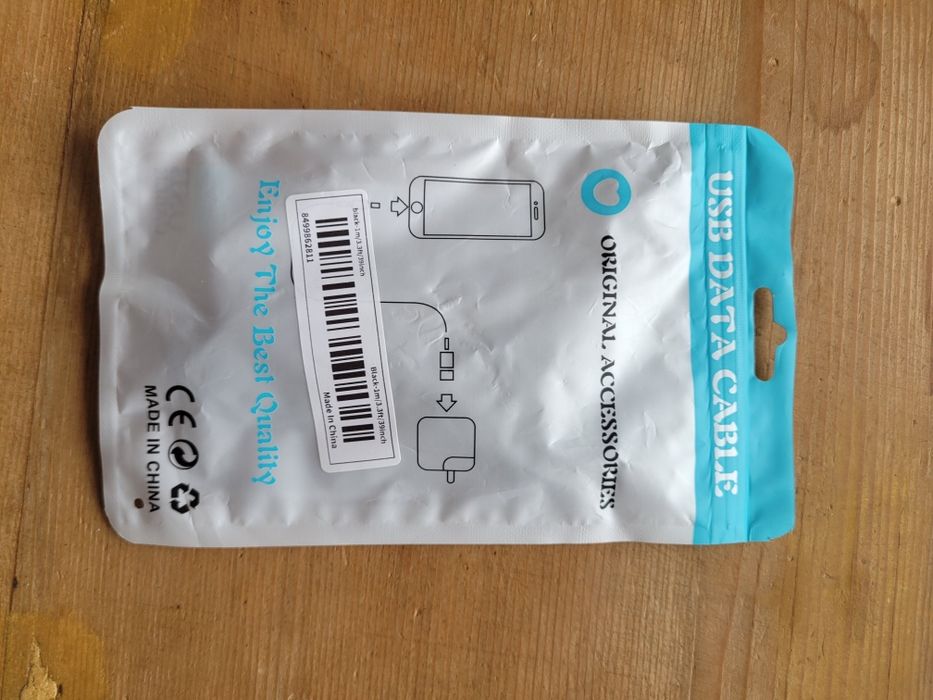 USB DATA CABLE
ORIGINAL ACCESSORIES
Black-1m/3.3ft/39inch
black-1m/3.3ft/39inch
8499862811
Made In China
Enjoy The Best Quality
CE
MADE IN CHINA